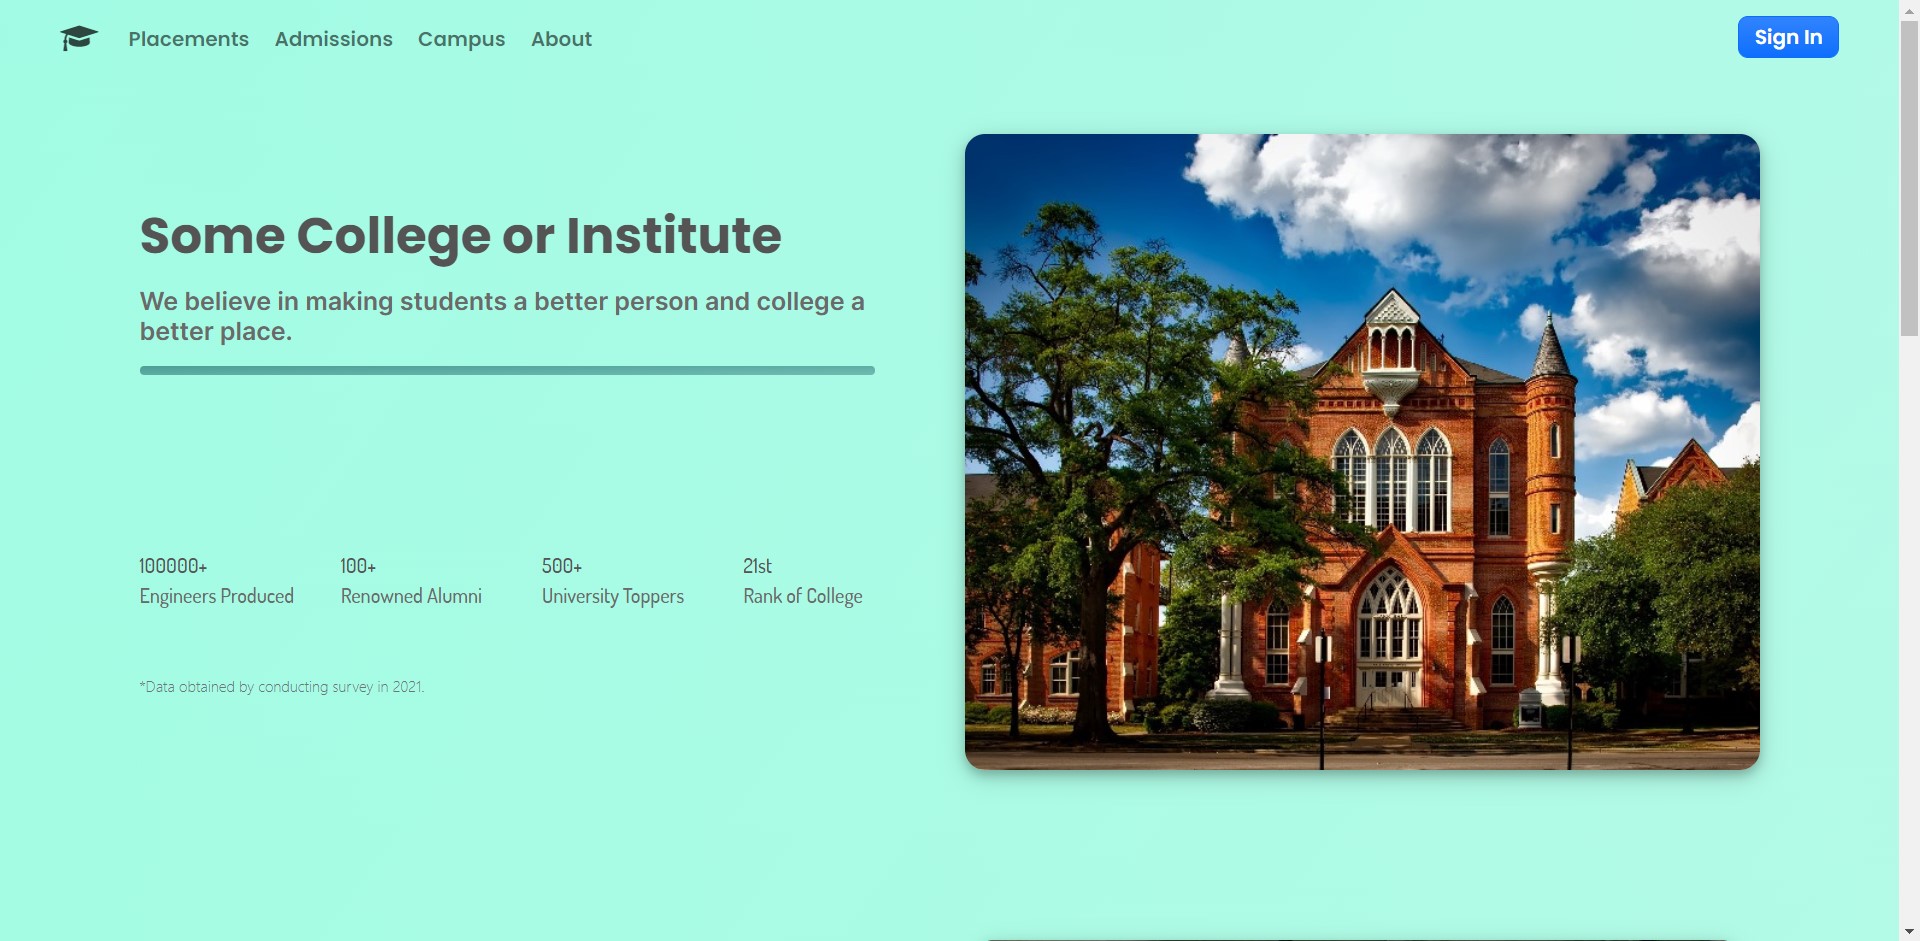 Placements Admissions Campus About Sign In
Some College or Institute
We believe in making students a better person and college a
better place.
100000+ 100+ 500+ 21st
Engineers Produced Renowned Alumni University Toppers Rank of College
*Data obtained by conducting survey in 2021.